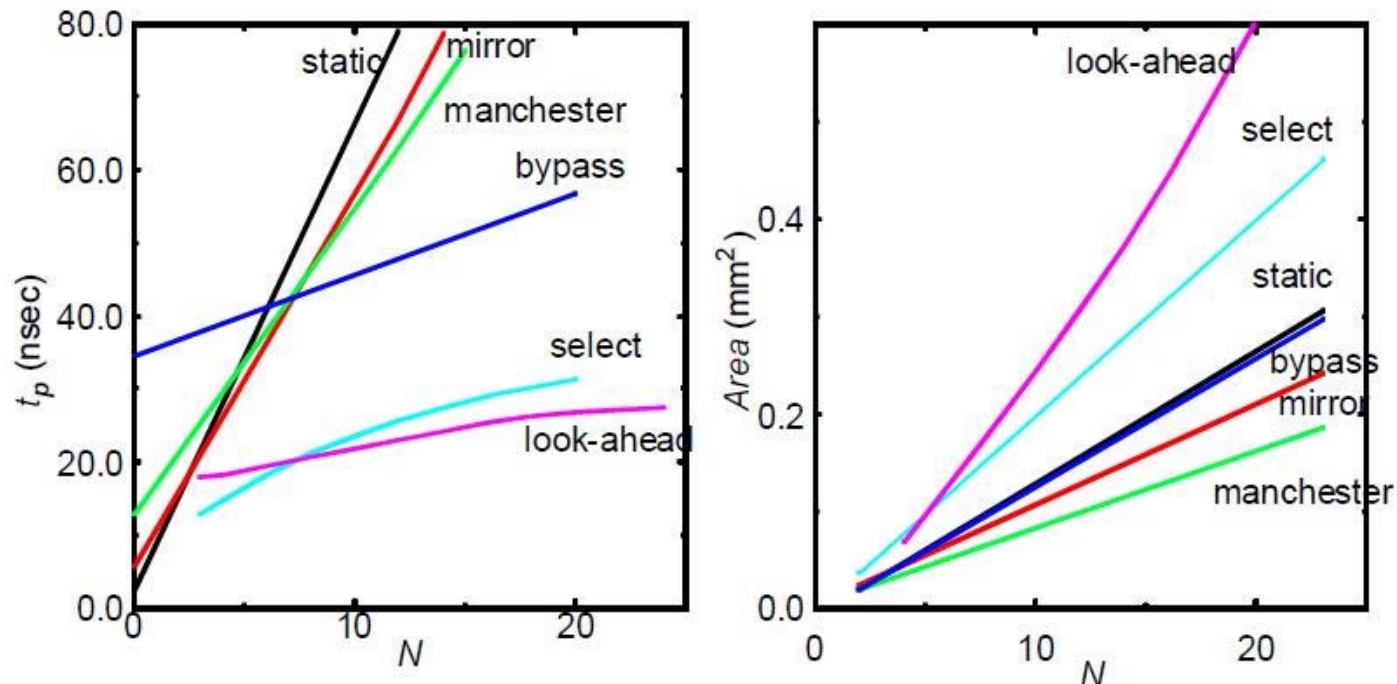 80.0
60.0
40.0
20.0
0.0
t_p (nsec)
static
mirror
manchester
bypass
select
look-ahead
0
10
20
N
0.4
0.2
0.0
Area (mm²)
look-ahead
select
static
bypass
mirror
manchester
0
10
20
N